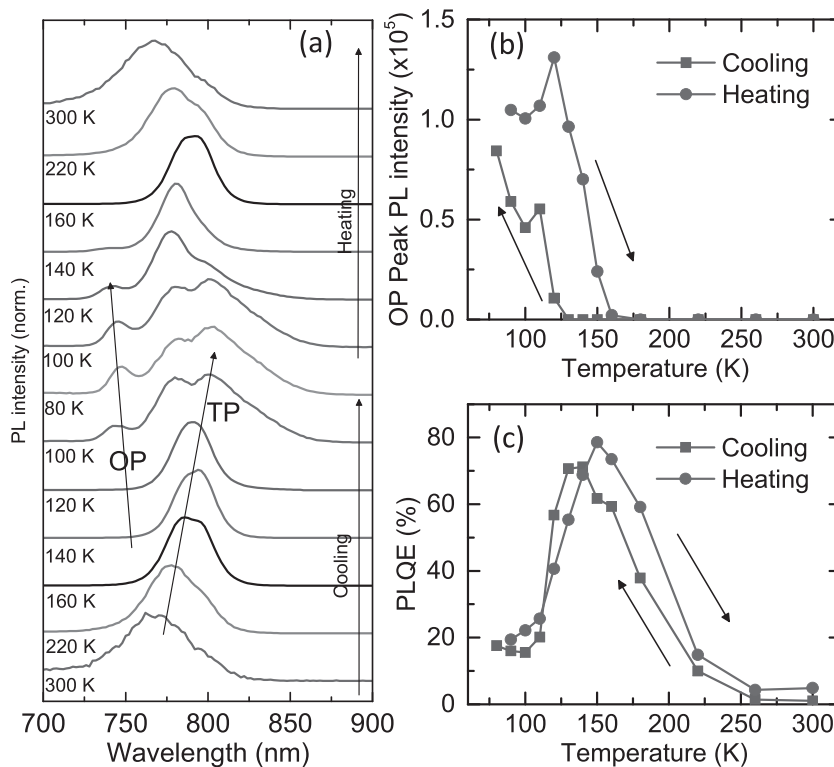 (a)
300 K
220 K
160 K
140 K
120 K
100 K
80 K
100 K
120 K
140 K
160 K
220 K
300 K
Heating
Cooling
OP
TP
PL intensity (norm.)
700 750 800 850 900
Wavelength (nm)
(b)
Cooling
Heating
OP Peak PL intensity (x10⁵)
1.5
1.0
0.5
0.0
100 150 200 250 300
Temperature (K)
(c)
Cooling
Heating
PLQE (%)
80
60
40
20
0
100 150 200 250 300
Temperature (K)